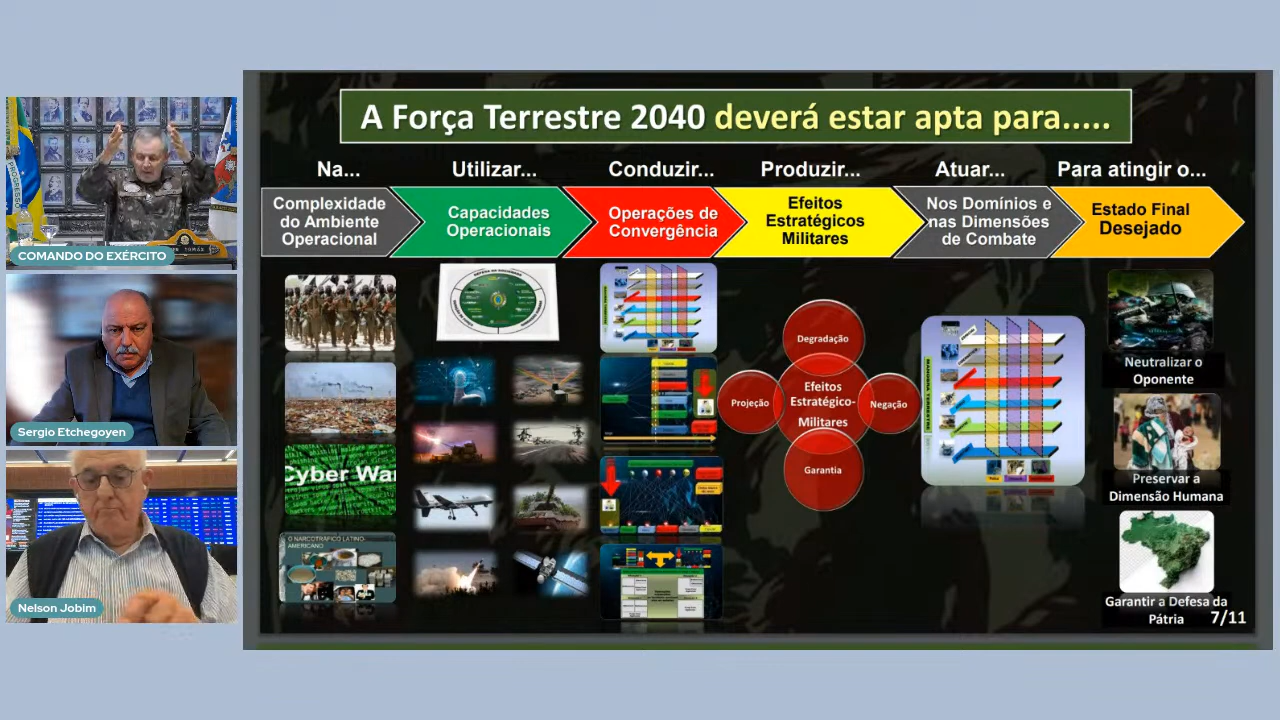 A Força Terrestre 2040 deverá estar apta para.....
Na...
Utilizar...
Conduzir...
Produzir...
Atuar...
Para atingir o...
Complexidade
do Ambiente
Operacional
Capacidades
Operacionais
Operações de
Convergência
Efeitos
Estratégicos
Militares
Nos Domínios e
nas Dimensões
de Combate
Estado Final
Desejado
COMANDO DO EXÉRCITO
Sergio Etchegoyen
Nelson Jobim
Cyber War
O NARCOTRÁFICO LATINO-
AMERICANO
Degradação
Projeção
Efeitos
Estratégico-
Militares
Negação
Garantia
Neutralizar o
Oponente
Preservar a
Dimensão Humana
Garantir a Defesa da
Pátria
7/11